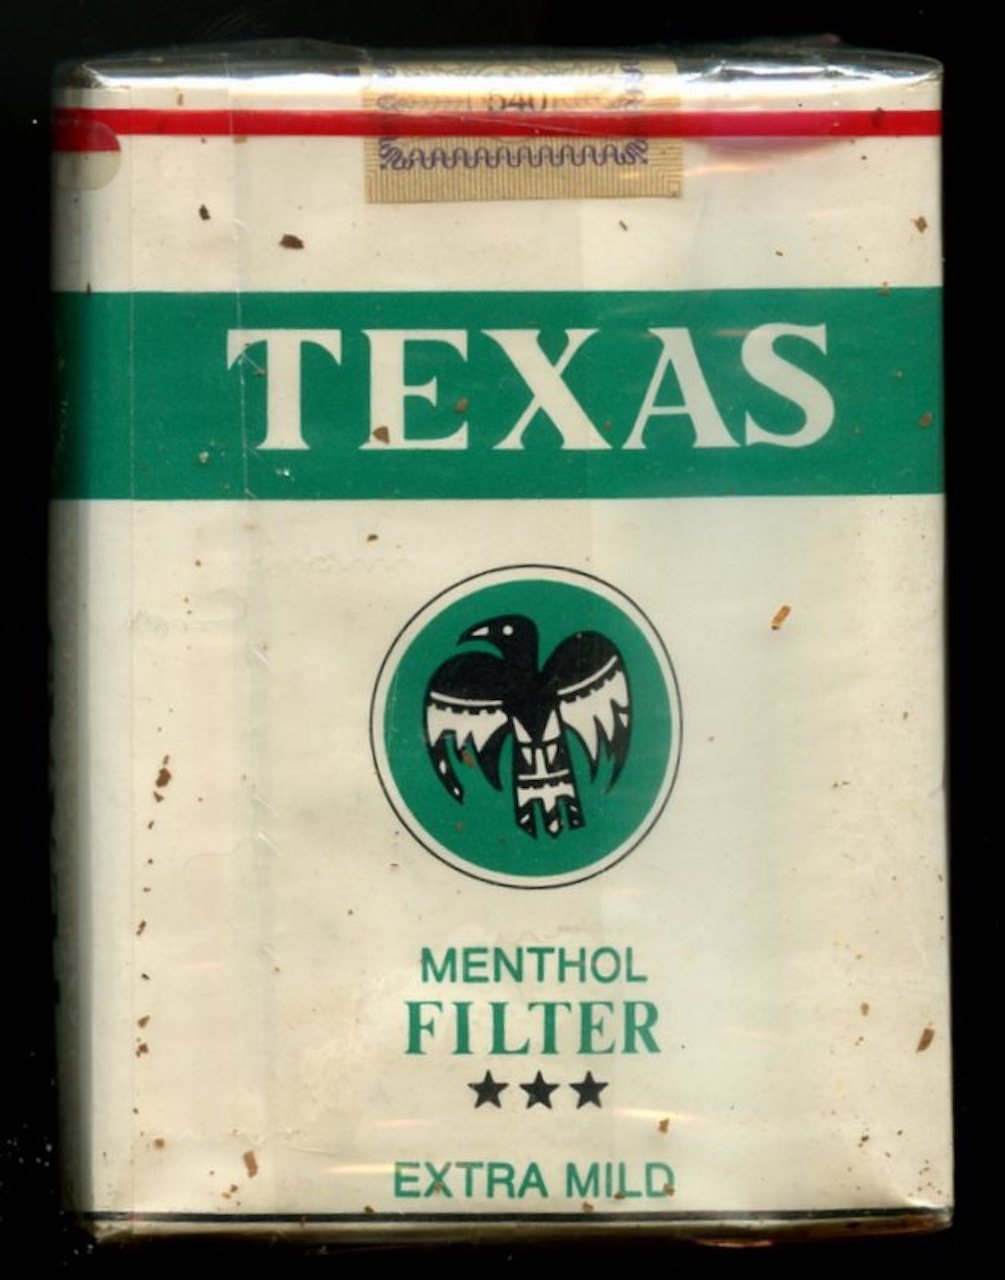 540
TEXAS
MENTHOL
FILTER
EXTRA MILD